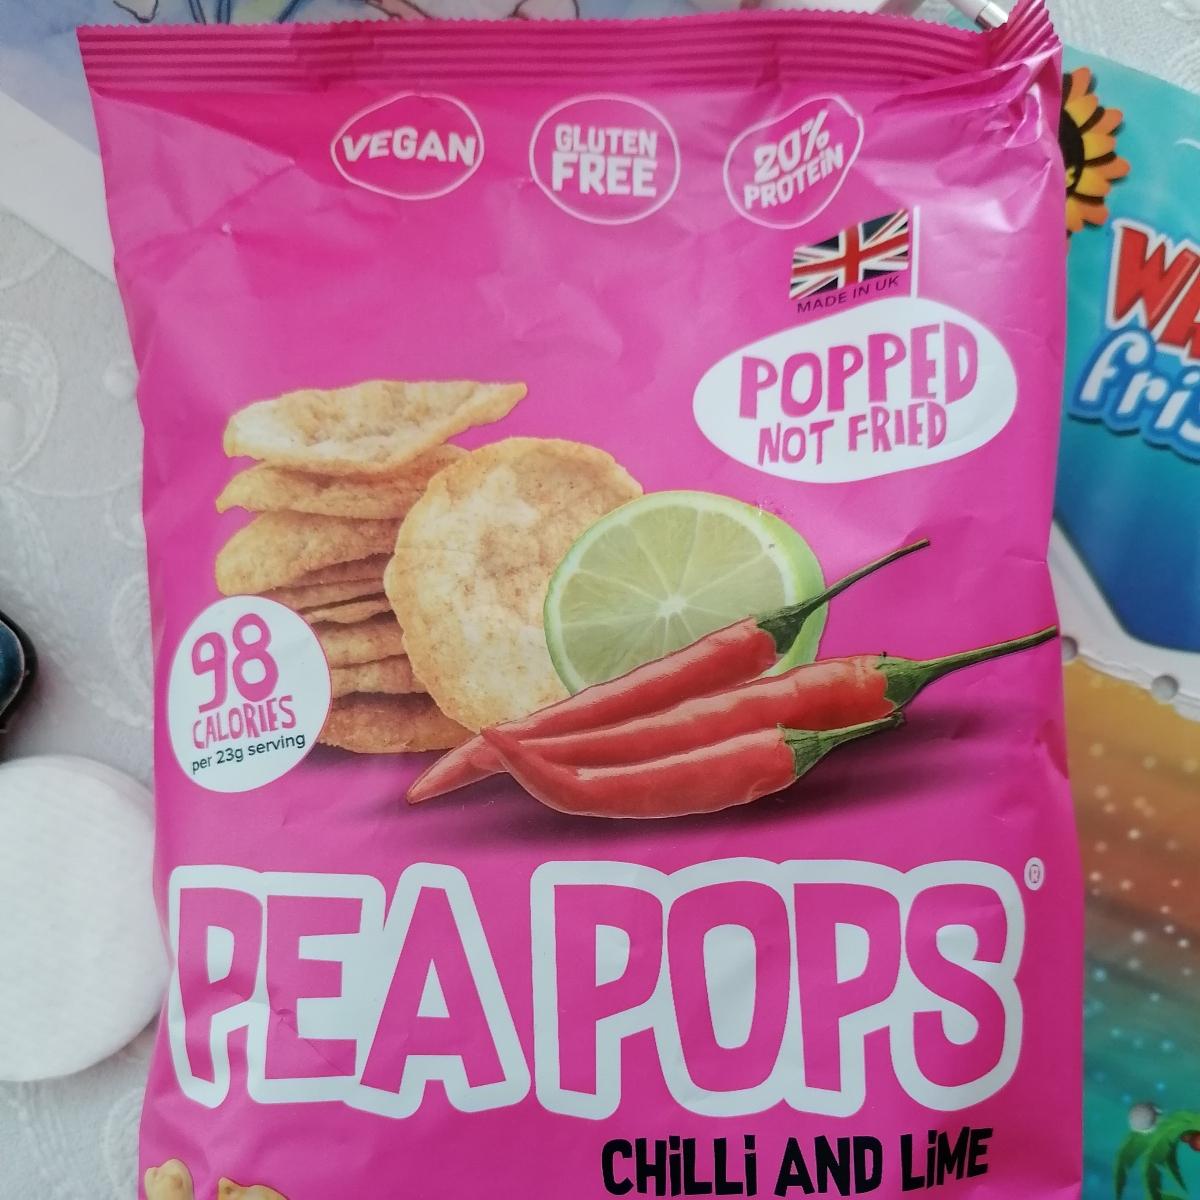 VEGAN
GLUTEN
FREE
20%
PROTEIN
MADE IN UK
POPPED
NOT FRIED
98
CALORIES
per 23g serving
PEA POPS®
CHILLI AND LIME